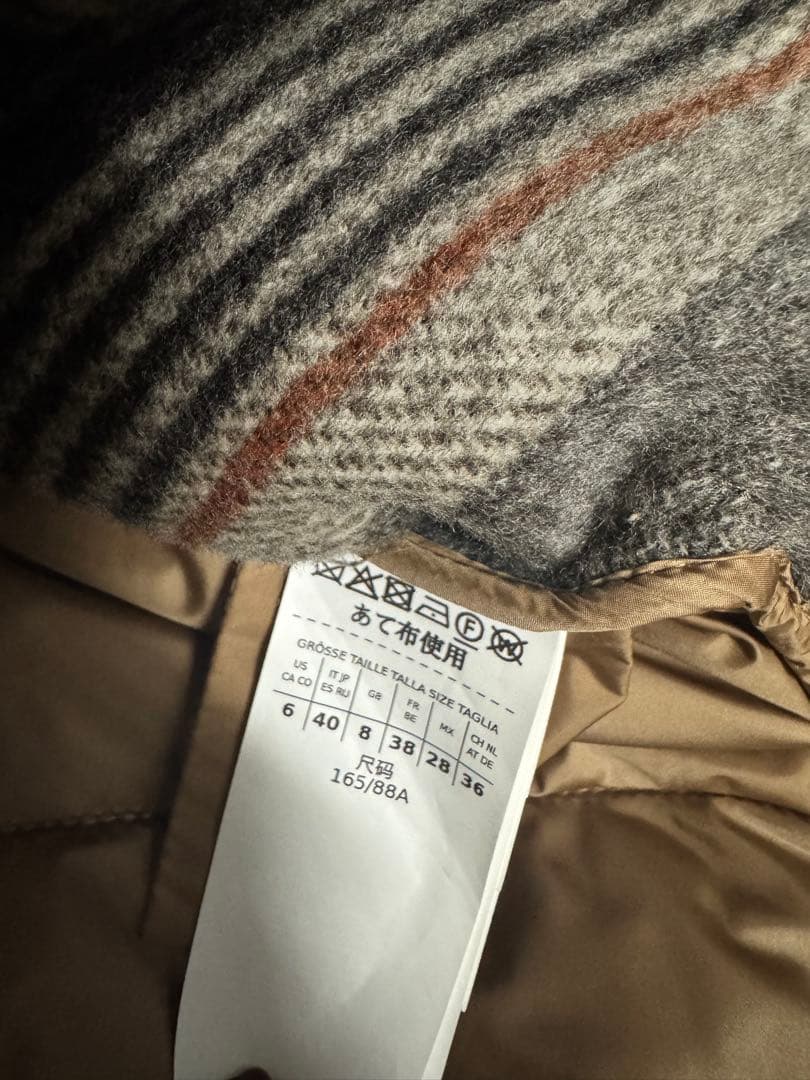 F W
あて布使用
GRÖSSE TAILLE TALLA SIZE TAGLIA
US IT JP GB FR MX CH NL
CA CO ES RU BE AT DE
6 40 8 38 28 36
尺码
165/88A